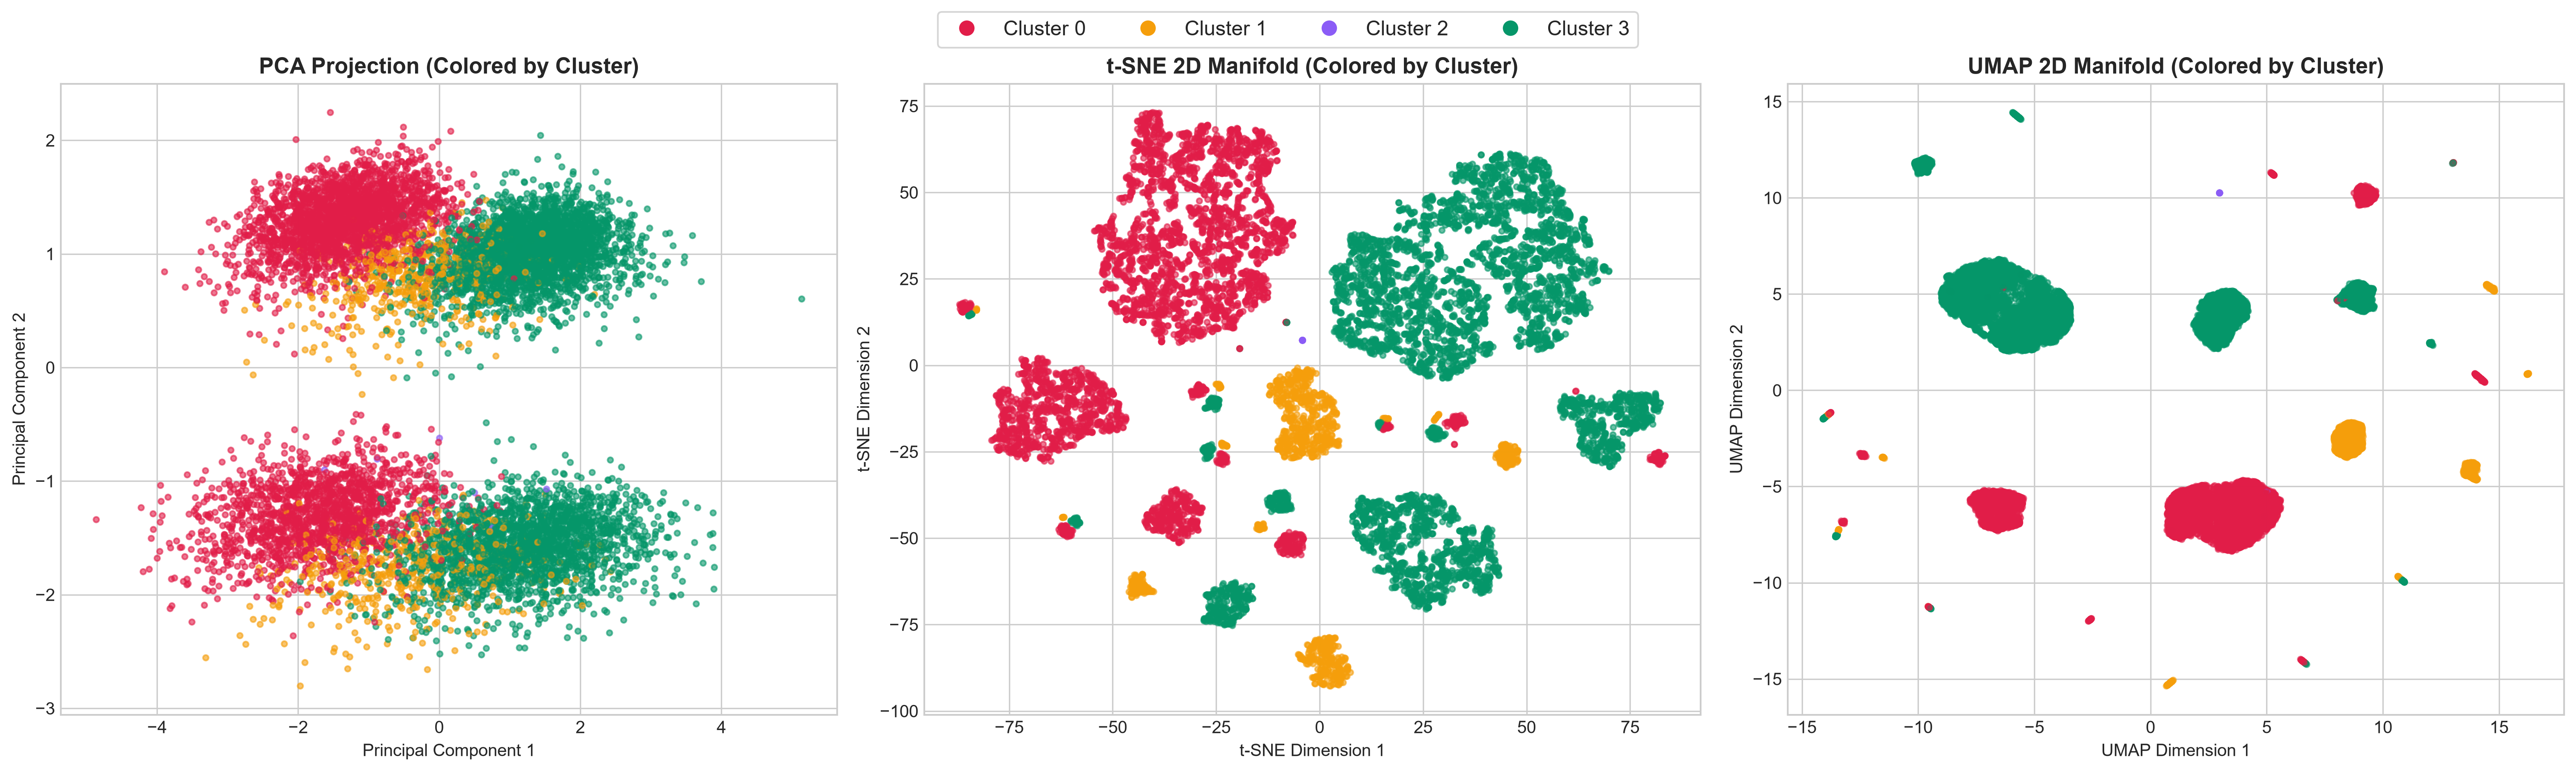 Cluster 0 Cluster 1 Cluster 2 Cluster 3
PCA Projection (Colored by Cluster)
Principal Component 2
2
1
0
−1
−2
−3
−4 −2 0 2 4
Principal Component 1
t-SNE 2D Manifold (Colored by Cluster)
t-SNE Dimension 2
75
50
25
0
−25
−50
−75
−100
−75 −50 −25 0 25 50 75
t-SNE Dimension 1
UMAP 2D Manifold (Colored by Cluster)
UMAP Dimension 2
15
10
5
0
−5
−10
−15
−15 −10 −5 0 5 10 15
UMAP Dimension 1